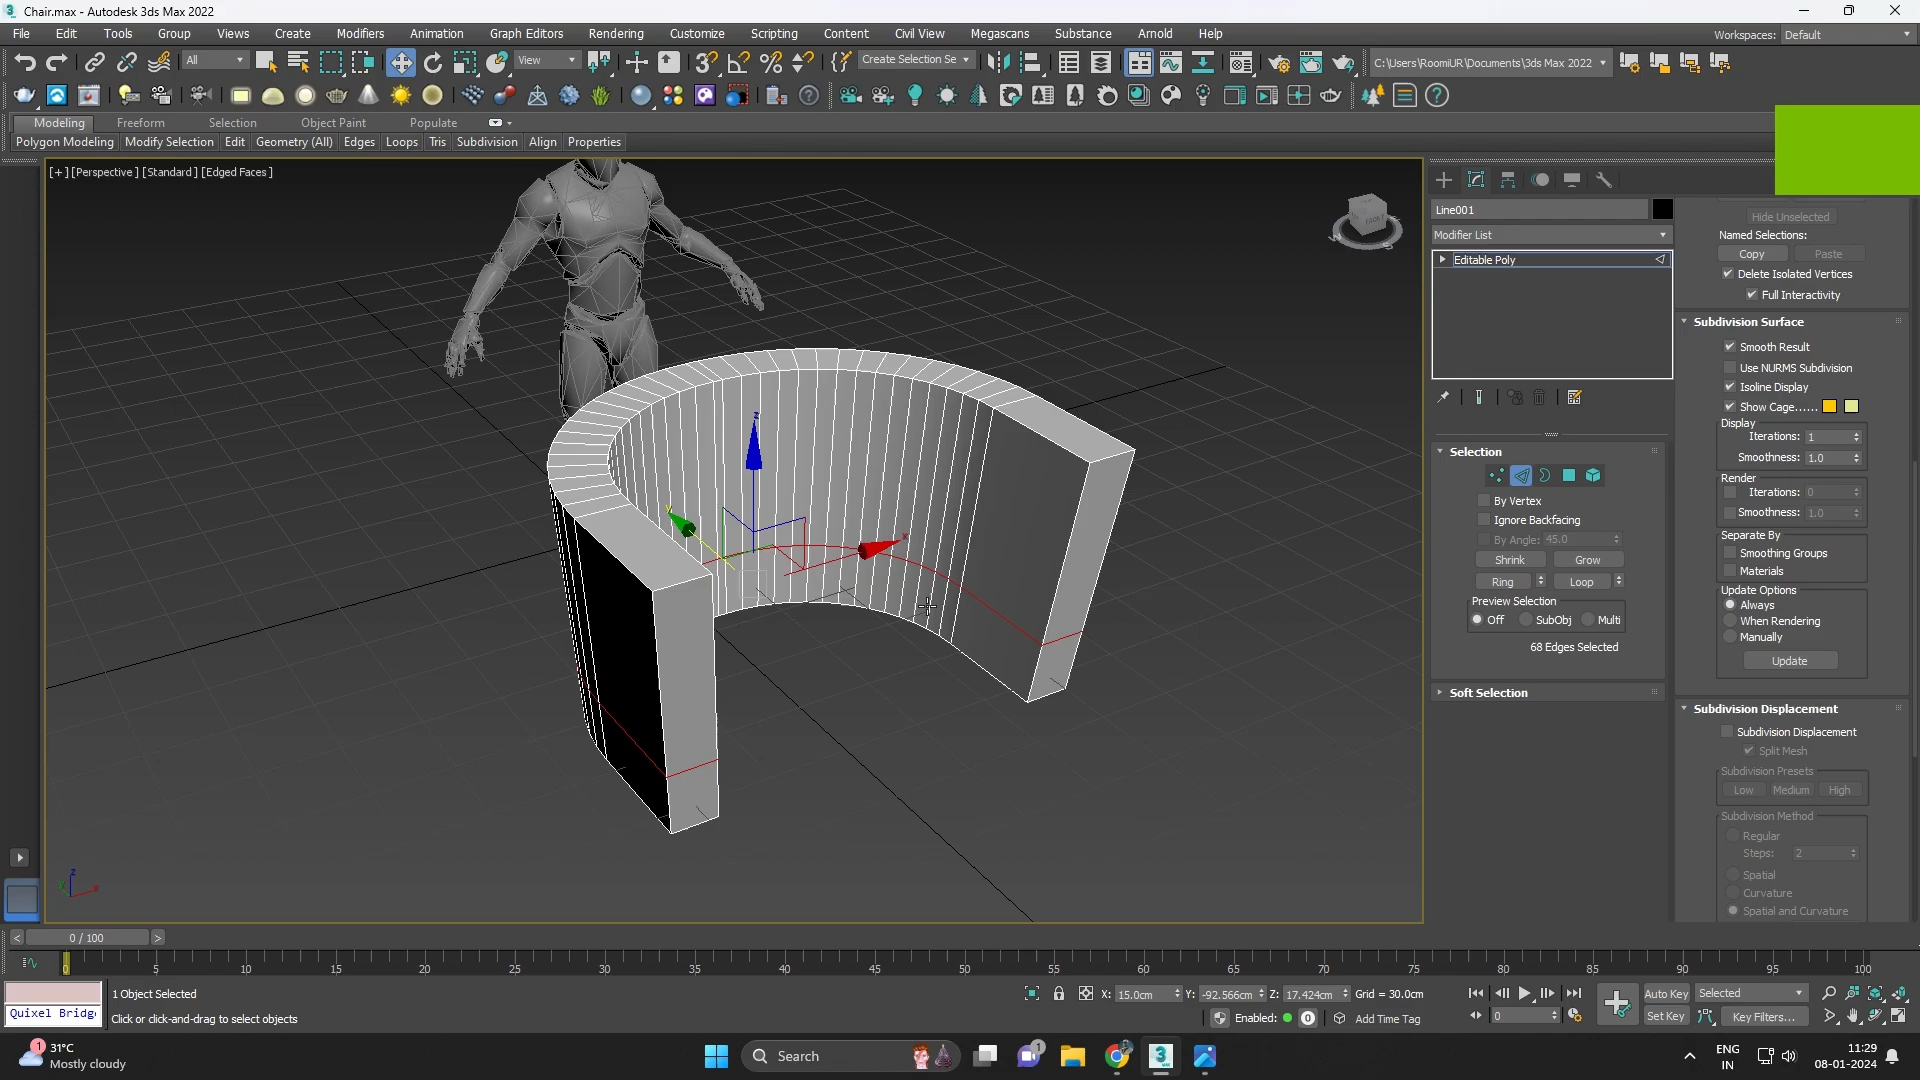 Chair.max - Autodesk 3ds Max 2022
File Edit Tools Group Views Create Modifiers Animation Graph Editors Rendering Customize Scripting Content Civil View Megascans Substance Arnold Help
Workspaces: Default
All View Create Selection Se C:\Users\RoomiUR\Documents\3ds Max 2022
Modeling Freeform Selection Object Paint Populate
Polygon Modeling Modify Selection Edit Geometry (All) Edges Loops Tris Subdivision Align Properties
[+] [Perspective] [Standard] [Edged Faces]
FRONT
W
S
z
y
x
z
y
x
Line001
Modifier List
Editable Poly
Selection
By Vertex
Ignore Backfacing
By Angle: 45.0
Shrink Grow
Ring Loop
Preview Selection
Off SubObj Multi
68 Edges Selected
Soft Selection
Hide Unselected
Named Selections:
Copy Paste
Delete Isolated Vertices
Full Interactivity
Subdivision Surface
Smooth Result
Use NURMS Subdivision
Isoline Display
Show Cage......
Display
Iterations: 1
Smoothness: 1.0
Render
Iterations: 0
Smoothness: 1.0
Separate By
Smoothing Groups
Materials
Update Options
Always
When Rendering
Manually
Update
Subdivision Displacement
Subdivision Displacement
Split Mesh
Subdivision Presets
Low Medium High
Subdivision Method
Regular
Steps: 2
Spatial
Curvature
Spatial and Curvature
< 0 / 100 >
0 5 10 15 20 25 30 35 40 45 50 55 60 65 70 75 80 85 90 95 100
1 Object Selected
X: 15.0cm Y: -92.566cm Z: 17.424cm Grid = 30.0cm
Auto Key Selected
Quixel Bridg
Click or click-and-drag to select objects
Enabled: 0 Add Time Tag
0
Set Key Key Filters...
1
31°C
Mostly cloudy
Search
1
ENG
IN
11:29
08-01-2024